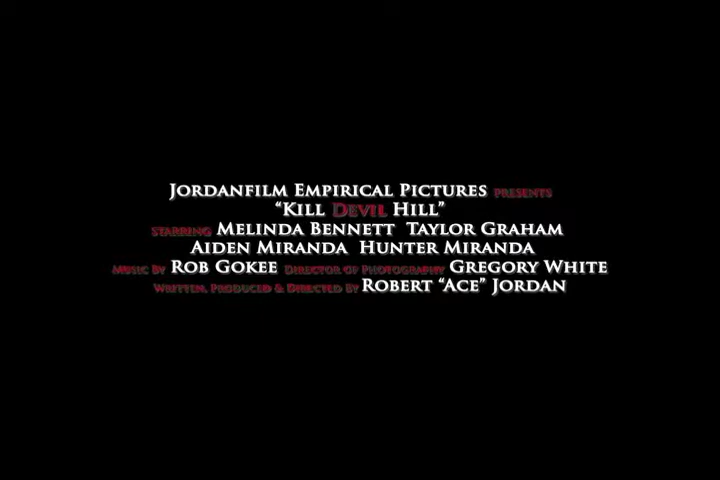 Jordanfilm Empirical Pictures presents
“Kill Devil Hill”
starring Melinda Bennett Taylor Graham
Aiden Miranda Hunter Miranda
Music By Rob Gokee Director of Photography Gregory White
Written, Produced & Directed By Robert “Ace” Jordan